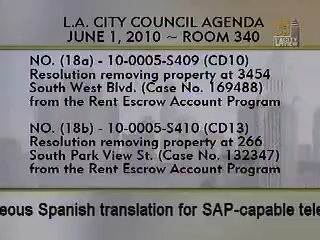 L.A. CITY COUNCIL AGENDA
JUNE 1, 2010 ~ ROOM 340
NO. (18a) - 10-0005-S409 (CD10)
Resolution removing property at 3454
South West Blvd. (Case No. 169488)
from the Rent Escrow Account Program
NO. (18b) - 10-0005-S410 (CD13)
Resolution removing property at 266
South Park View St. (Case No. 132347)
from the Rent Escrow Account Program
eous Spanish translation for SAP-capable tele